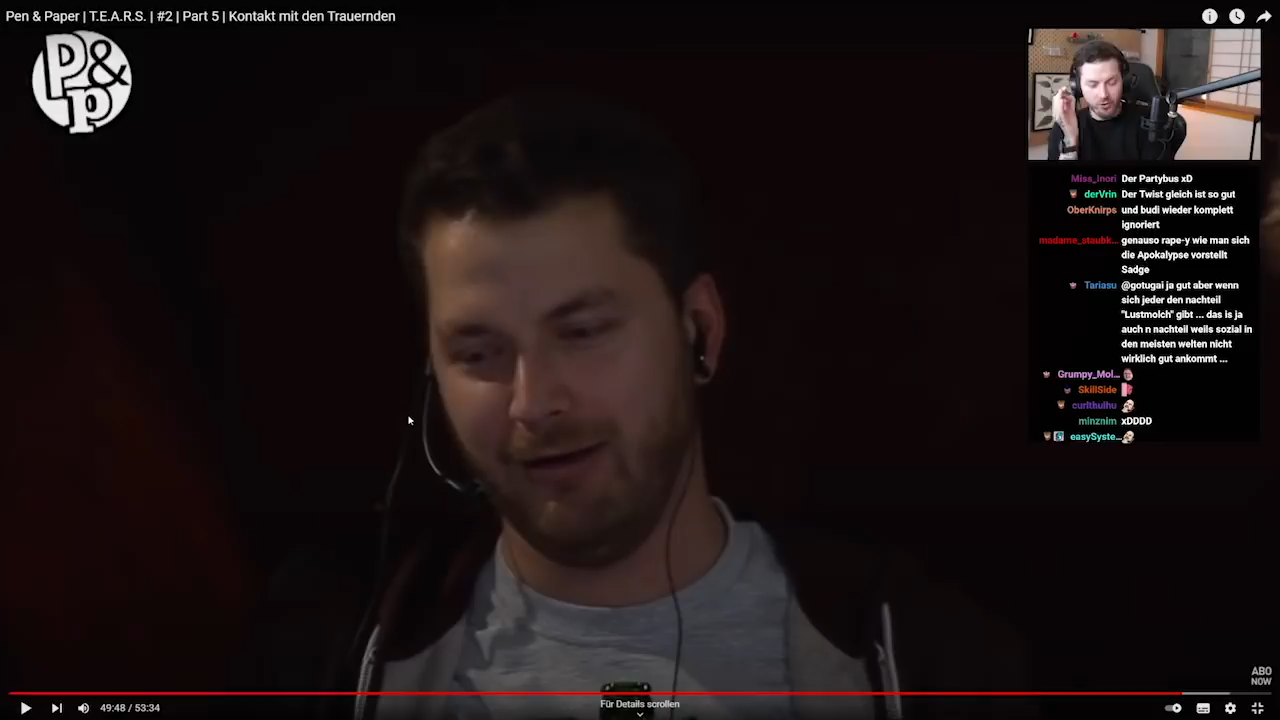 Pen & Paper | T.E.A.R.S. | #2 | Part 5 | Kontakt mit den Trauernden
P&P
Misa_Inori Der Partybus xD
derVrin Der Twist gleich ist so gut
OberKnirps und budi wieder komplett
ignoriert
madame_staubk... genauso rape-y wie man sich
die Apokalypse vorstellt
Sadge
Tariasu @gotugai ja gut aber wenn
sich jeder den nachteil
"Lustmolch" gibt ... das is ja
auch n nachteil weils sozial in
den meisten welten nicht
wirklich gut ankommt ...
Grumpy_Mol...
SkillSide
curlthulhu
minznim xDDDD
easySyste...
ABO
NOW
Für Details scrollen
49:48 / 53:34